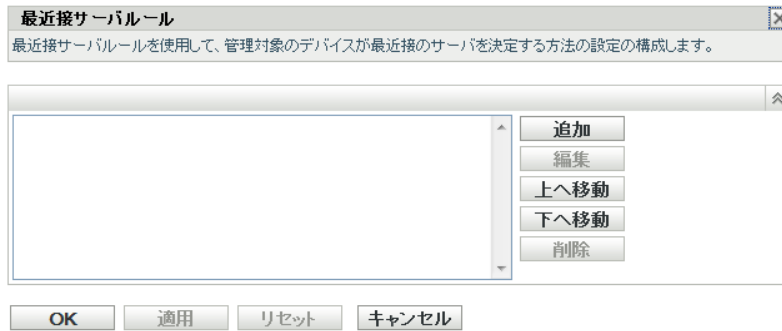 最近接サーバルール
最近接サーバルールを使用して、管理対象のデバイスが最近接のサーバを決定する方法の設定の構成します。
追加
編集
上へ移動
下へ移動
削除
OK 適用 リセット キャンセル